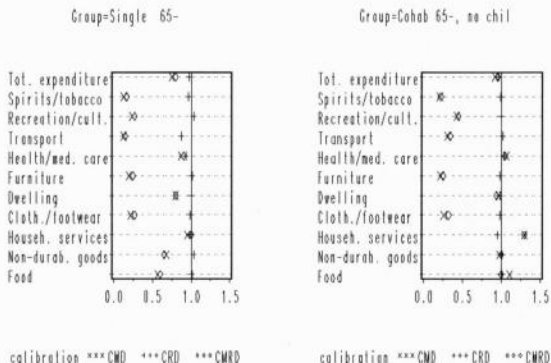 Group=Single 65-
Tot. expenditure
Spirits/tobacco
Recreation/cult.
Transport
Health/med. care
Furniture
Dwelling
Cloth./footwear
Househ. services
Non-durab. goods
Food
0.0 0.5 1.0 1.5
calibration ×××CMD +++CRD ◇◇◇CMRD
Group=Cohab 65-, no chil
Tot. expenditure
Spirits/tobacco
Recreation/cult.
Transport
Health/med. care
Furniture
Dwelling
Cloth./footwear
Househ. services
Non-durab. goods
Food
0.0 0.5 1.0 1.5
calibration ×××CMD +++CRD ◇◇◇CMRD